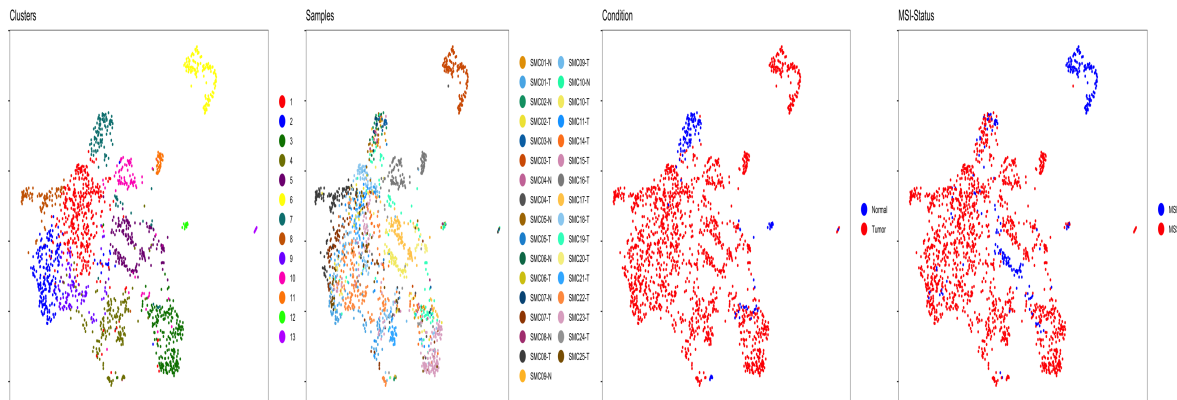 Clusters
1
2
3
4
5
6
7
8
9
10
11
12
13
Samples
SMC01-N
SMC01-T
SMC02-N
SMC02-T
SMC03-N
SMC03-T
SMC04-N
SMC04-T
SMC05-N
SMC05-T
SMC06-N
SMC06-T
SMC07-N
SMC07-T
SMC08-N
SMC08-T
SMC09-N
SMC09-T
SMC10-N
SMC10-T
SMC11-T
SMC14-T
SMC15-T
SMC16-T
SMC17-T
SMC18-T
SMC19-T
SMC20-T
SMC21-T
SMC22-T
SMC23-T
SMC24-T
SMC25-T
Condition
Normal
Tumor
MSI-Status
MSI
MSS